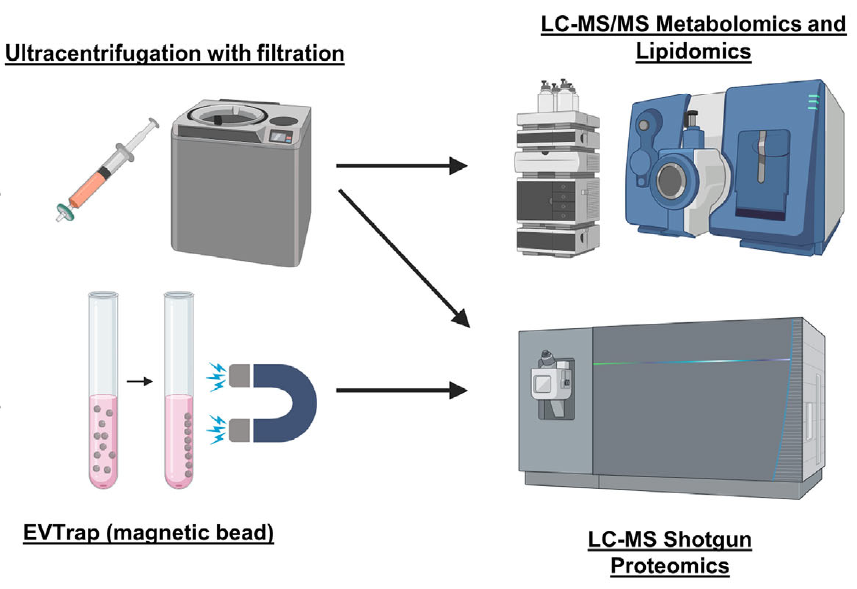 LC-MS/MS Metabolomics and
Lipidomics
Ultracentrifugation with filtration
EVTrap (magnetic bead)
LC-MS Shotgun
Proteomics